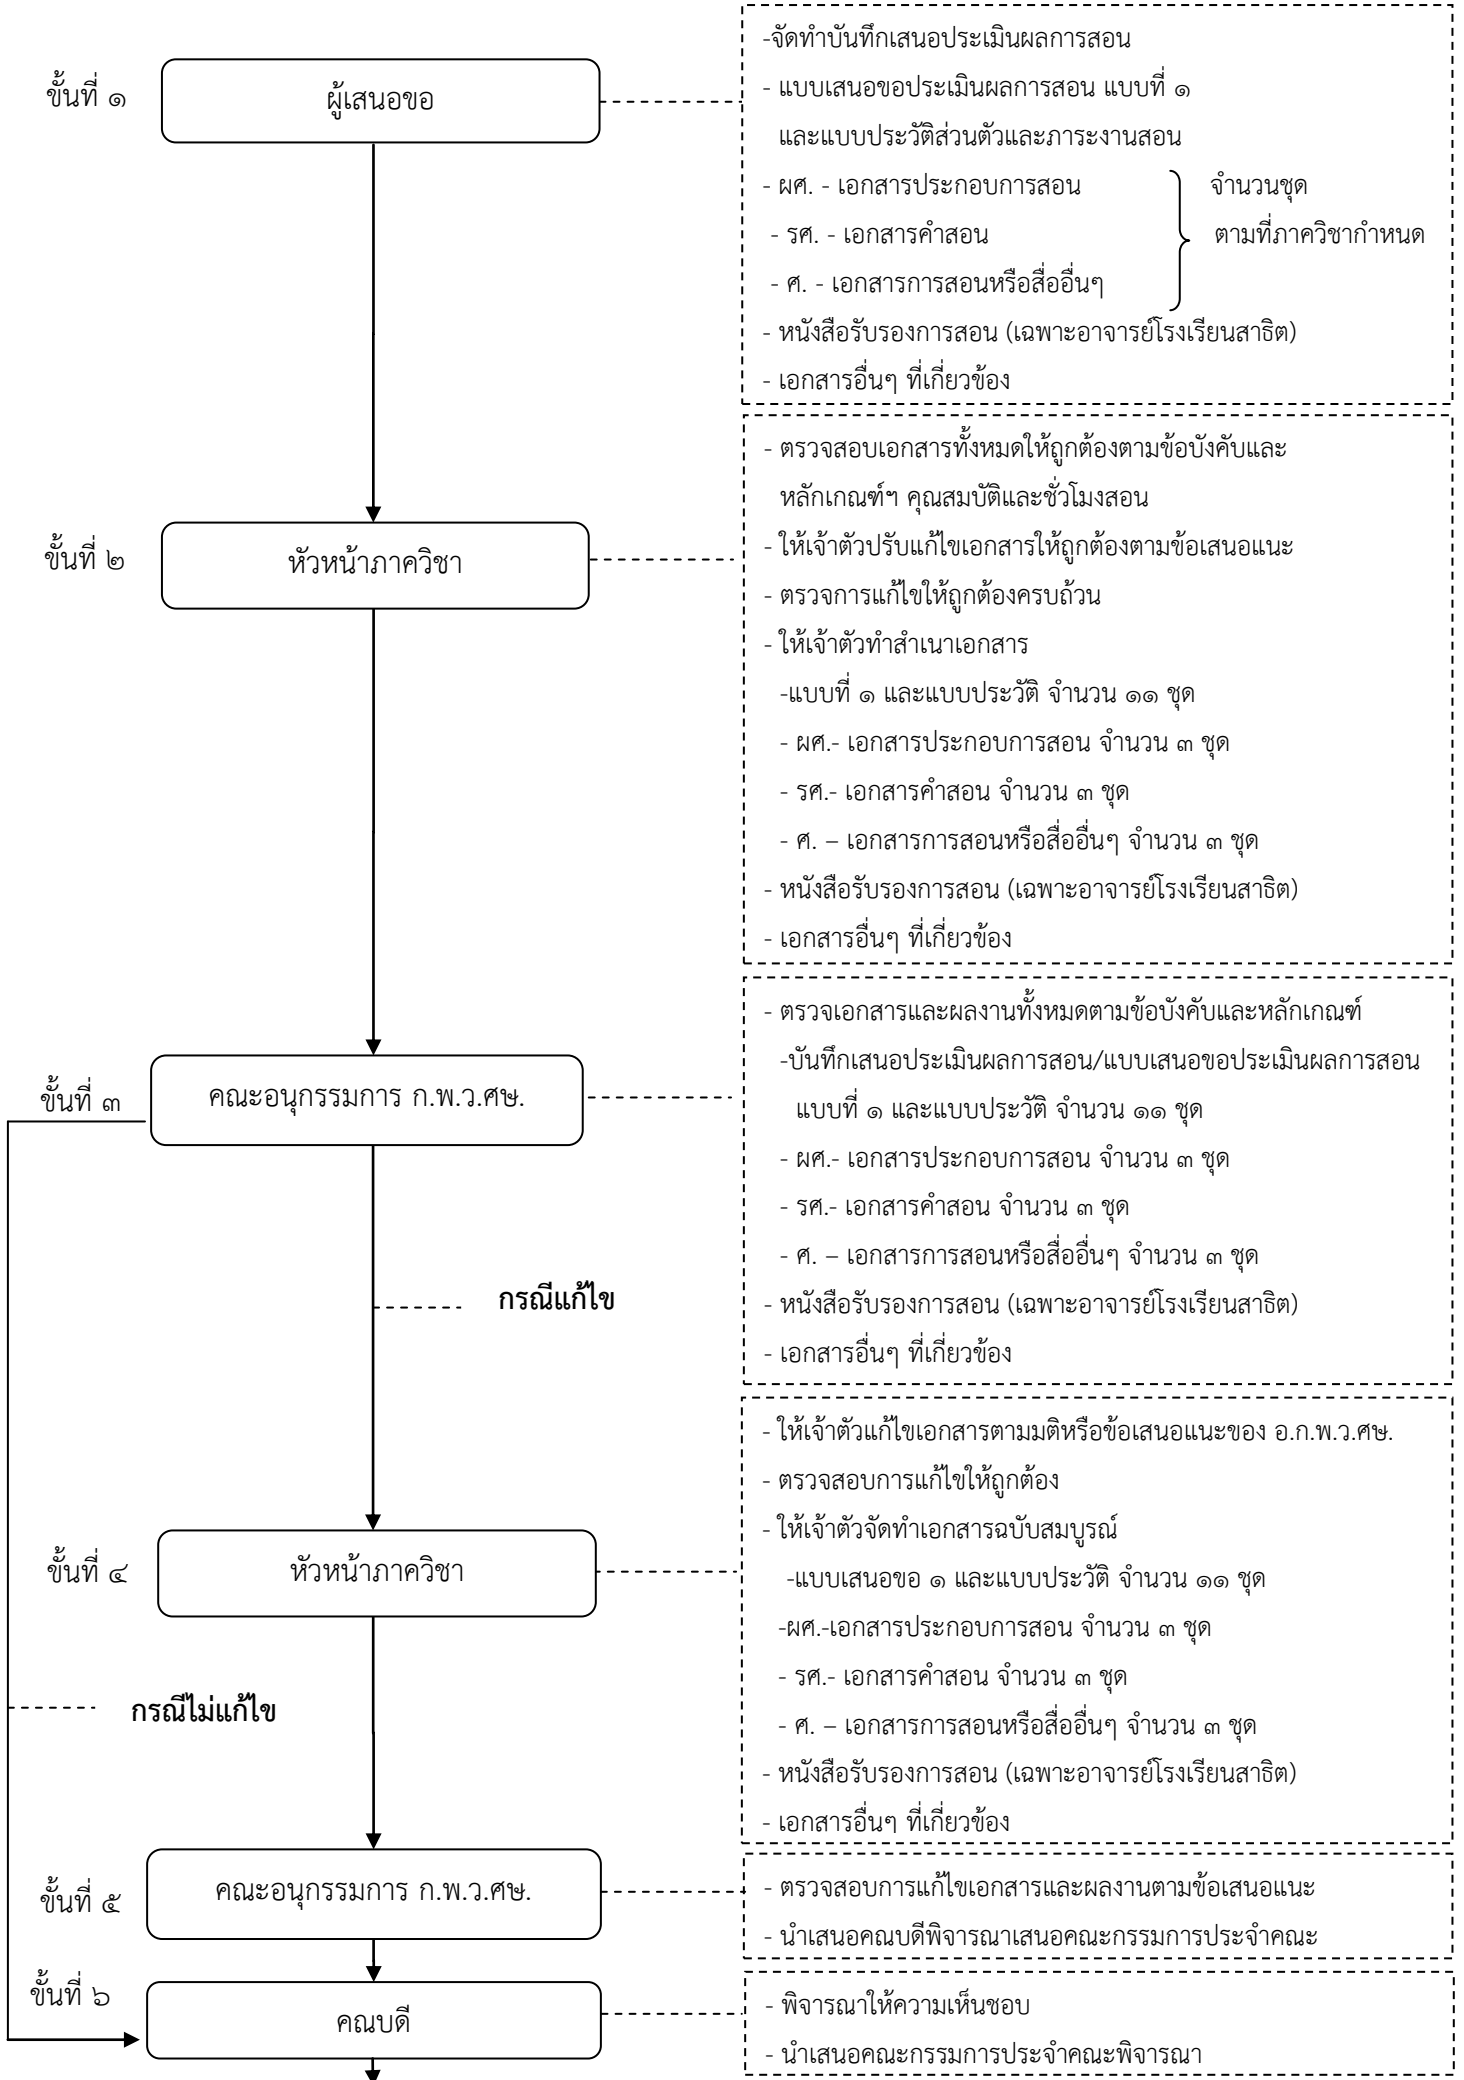 ขั้นที่ ๑
ผู้เสนอขอ
-จัดทำบันทึกเสนอประเมินผลการสอน
- แบบเสนอขอประเมินผลการสอน แบบที่ ๑
และแบบประวัติส่วนตัวและภาระงานสอน
- ผศ. - เอกสารประกอบการสอน จำนวนชุด
- รศ. - เอกสารคำสอน ตามที่ภาควิชากำหนด
- ศ. - เอกสารการสอนหรือสื่ออื่นๆ
- หนังสือรับรองการสอน (เฉพาะอาจารย์โรงเรียนสาธิต)
- เอกสารอื่นๆ ที่เกี่ยวข้อง
ขั้นที่ ๒
หัวหน้าภาควิชา
- ตรวจสอบเอกสารทั้งหมดให้ถูกต้องตามข้อบังคับและ
หลักเกณฑ์ฯ คุณสมบัติและชั่วโมงสอน
- ให้เจ้าตัวปรับแก้ไขเอกสารให้ถูกต้องตามข้อเสนอแนะ
- ตรวจการแก้ไขให้ถูกต้องครบถ้วน
- ให้เจ้าตัวทำสำเนาเอกสาร
-แบบที่ ๑ และแบบประวัติ จำนวน ๑๑ ชุด
- ผศ.- เอกสารประกอบการสอน จำนวน ๓ ชุด
- รศ.- เอกสารคำสอน จำนวน ๓ ชุด
- ศ. – เอกสารการสอนหรือสื่ออื่นๆ จำนวน ๓ ชุด
- หนังสือรับรองการสอน (เฉพาะอาจารย์โรงเรียนสาธิต)
- เอกสารอื่นๆ ที่เกี่ยวข้อง
ขั้นที่ ๓
คณะอนุกรรมการ ก.พ.ว.ศษ.
- ตรวจเอกสารและผลงานทั้งหมดตามข้อบังคับและหลักเกณฑ์
-บันทึกเสนอประเมินผลการสอน/แบบเสนอขอประเมินผลการสอน
แบบที่ ๑ และแบบประวัติ จำนวน ๑๑ ชุด
- ผศ.- เอกสารประกอบการสอน จำนวน ๓ ชุด
- รศ.- เอกสารคำสอน จำนวน ๓ ชุด
- ศ. – เอกสารการสอนหรือสื่ออื่นๆ จำนวน ๓ ชุด
- หนังสือรับรองการสอน (เฉพาะอาจารย์โรงเรียนสาธิต)
- เอกสารอื่นๆ ที่เกี่ยวข้อง
กรณีแก้ไข
ขั้นที่ ๔
หัวหน้าภาควิชา
- ให้เจ้าตัวแก้ไขเอกสารตามมติหรือข้อเสนอแนะของ อ.ก.พ.ว.ศษ.
- ตรวจสอบการแก้ไขให้ถูกต้อง
- ให้เจ้าตัวจัดทำเอกสารฉบับสมบูรณ์
-แบบเสนอขอ ๑ และแบบประวัติ จำนวน ๑๑ ชุด
-ผศ.-เอกสารประกอบการสอน จำนวน ๓ ชุด
- รศ.- เอกสารคำสอน จำนวน ๓ ชุด
- ศ. – เอกสารการสอนหรือสื่ออื่นๆ จำนวน ๓ ชุด
- หนังสือรับรองการสอน (เฉพาะอาจารย์โรงเรียนสาธิต)
- เอกสารอื่นๆ ที่เกี่ยวข้อง
กรณีไม่แก้ไข
ขั้นที่ ๕
คณะอนุกรรมการ ก.พ.ว.ศษ.
- ตรวจสอบการแก้ไขเอกสารและผลงานตามข้อเสนอแนะ
- นำเสนอคณบดีพิจารณาเสนอคณะกรรมการประจำคณะ
ขั้นที่ ๖
คณบดี
- พิจารณาให้ความเห็นชอบ
- นำเสนอคณะกรรมการประจำคณะพิจารณา